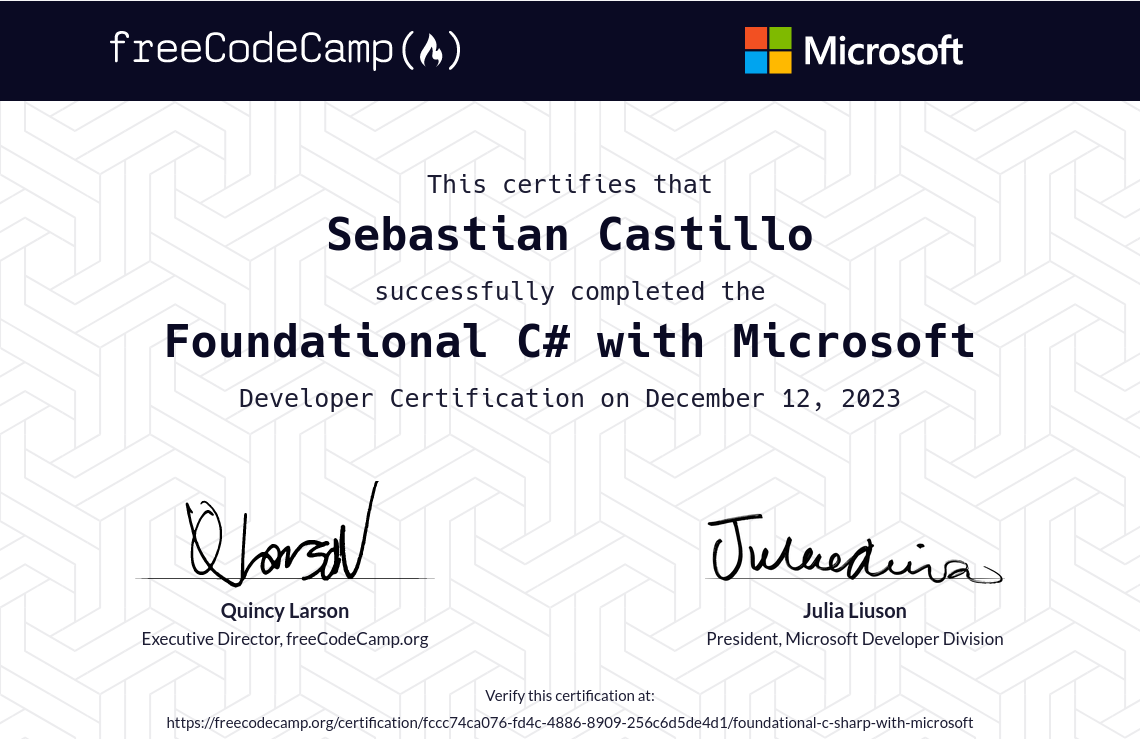 freeCodeCamp(🔥) Microsoft
This certifies that
Sebastian Castillo
successfully completed the
Foundational C# with Microsoft
Developer Certification on December 12, 2023
Quincy Larson
Executive Director, freeCodeCamp.org
Julia Liuson
President, Microsoft Developer Division
Verify this certification at:
https://freecodecamp.org/certification/fccc74ca076-fd4c-4886-8909-256c6d5de4d1/foundational-c-sharp-with-microsoft